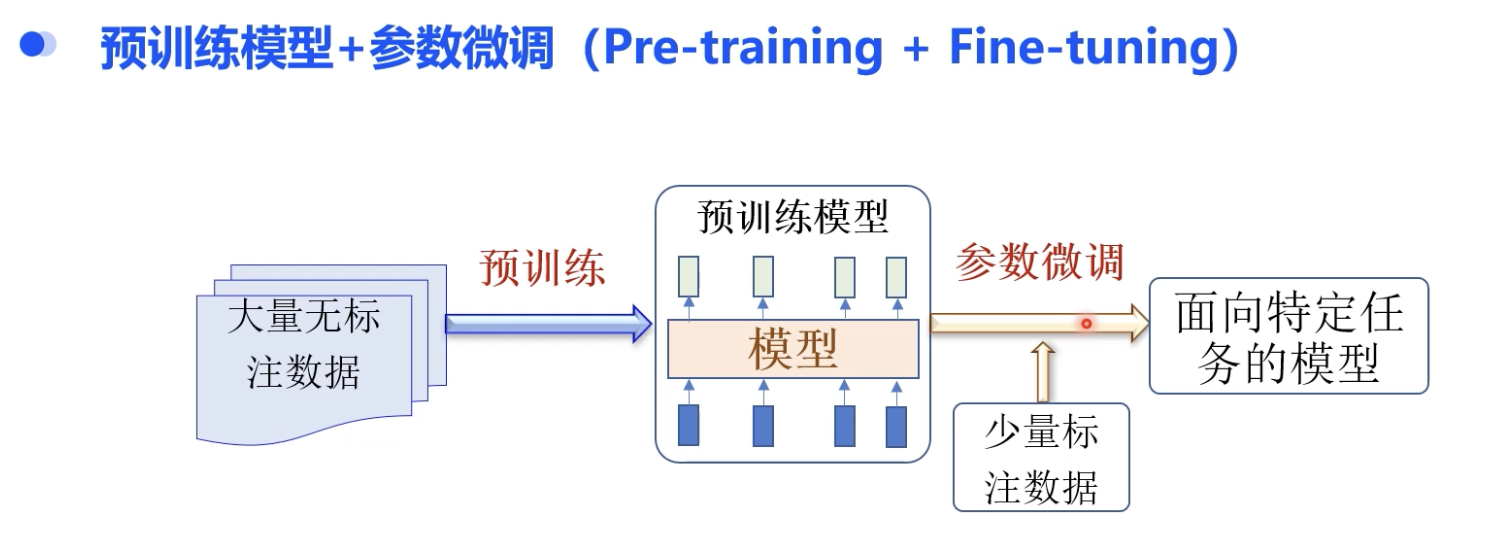 预训练模型+参数微调（Pre-training + Fine-tuning）
大量无标
注数据
预训练
预训练模型
模型
参数微调
少量标
注数据
面向特定任
务的模型